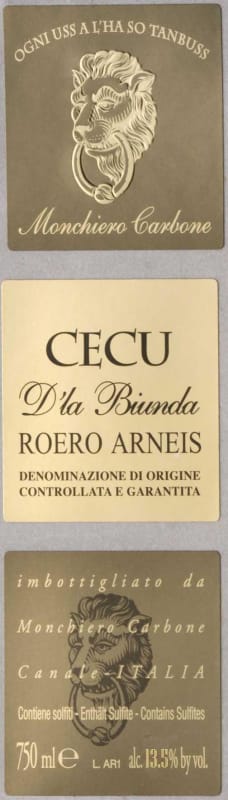 OGNI USS A L'HA SO TANBUSS
Monchiero Carbone
CECU
D'la Biunda
ROERO ARNEIS
DENOMINAZIONE DI ORIGINE
CONTROLLATA E GARANTITA
imbottigliato da
Monchiero Carbone
Canale-ITALIA
Contiene solfiti - Enthält Sulfite - Contains Sulfites
750 ml e L. AR1 alc. 13.5% by vol.